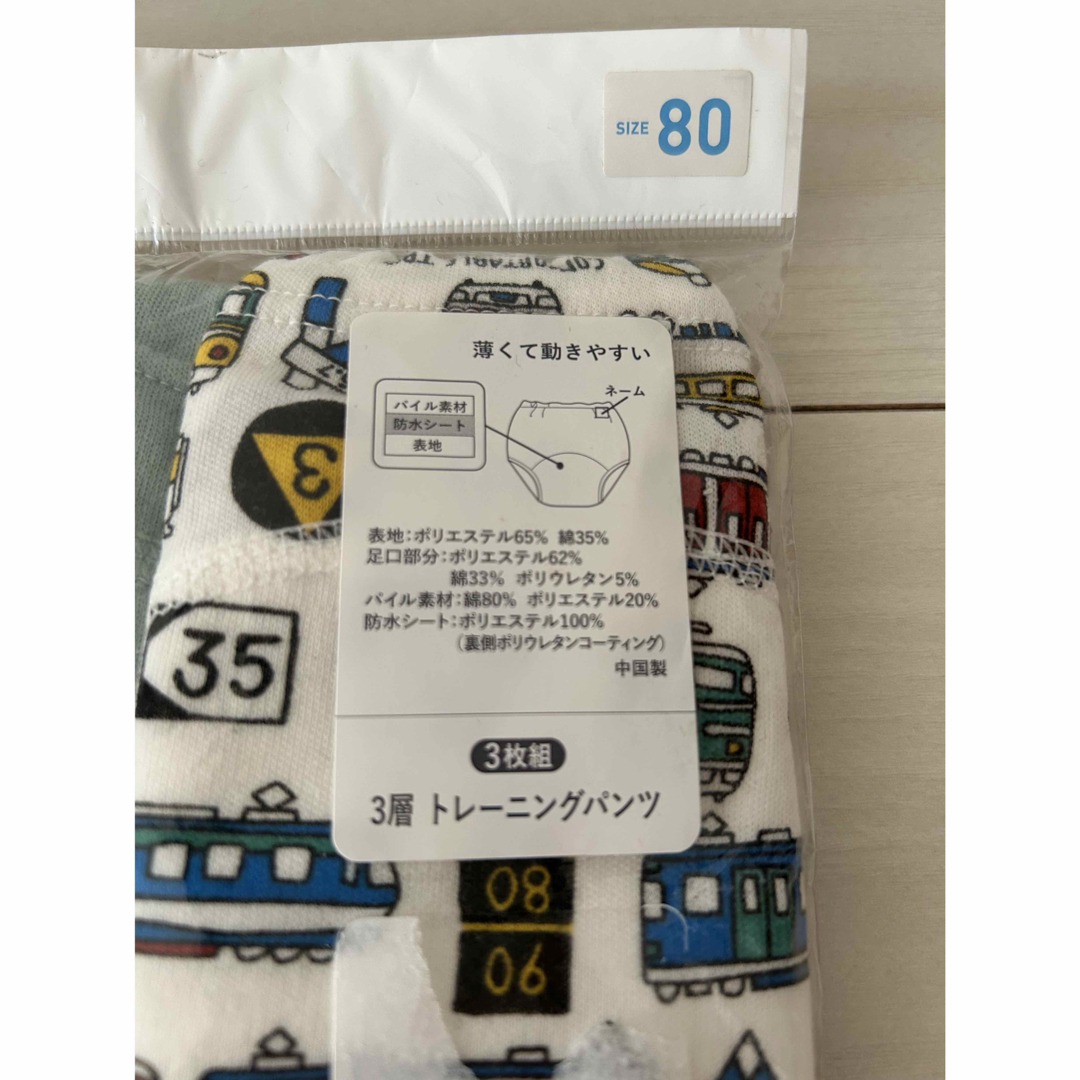 SIZE 80
COMFORTABLE TR
薄くて動きやすい
ネーム
パイル素材
防水シート
表地
表地:ポリエステル65% 綿35%
足口部分:ポリエステル62%
綿33% ポリウレタン5%
パイル素材:綿80% ポリエステル20%
防水シート:ポリエステル100%
(裏側ポリウレタンコーティング)
中国製
3枚組
3層 トレーニングパンツ
3
35
08
06